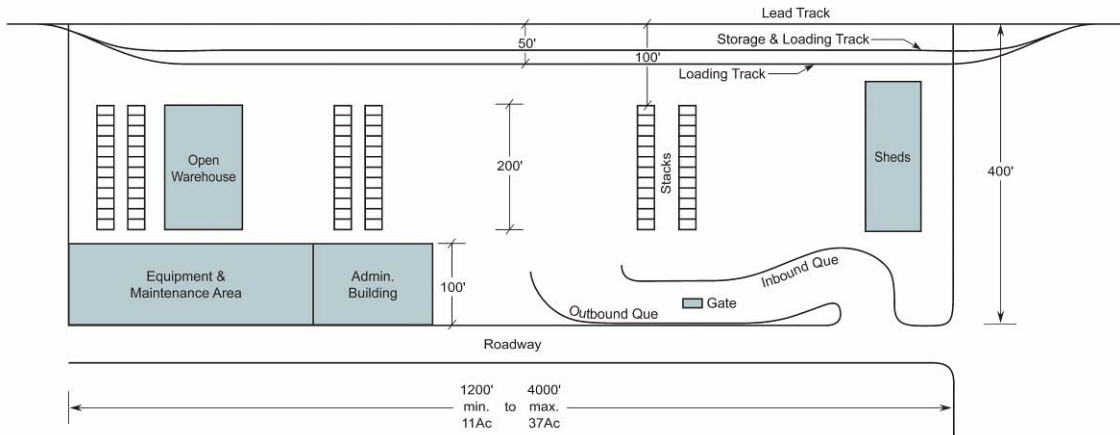 Lead Track
Storage & Loading Track
50'
100'
Loading Track
Open
Warehouse
200'
Stacks
Sheds
400'
Equipment &
Maintenance Area
Admin.
Building
100'
Inbound Que
Gate
Outbound Que
Roadway
1200' 4000'
min. to max.
11Ac 37Ac